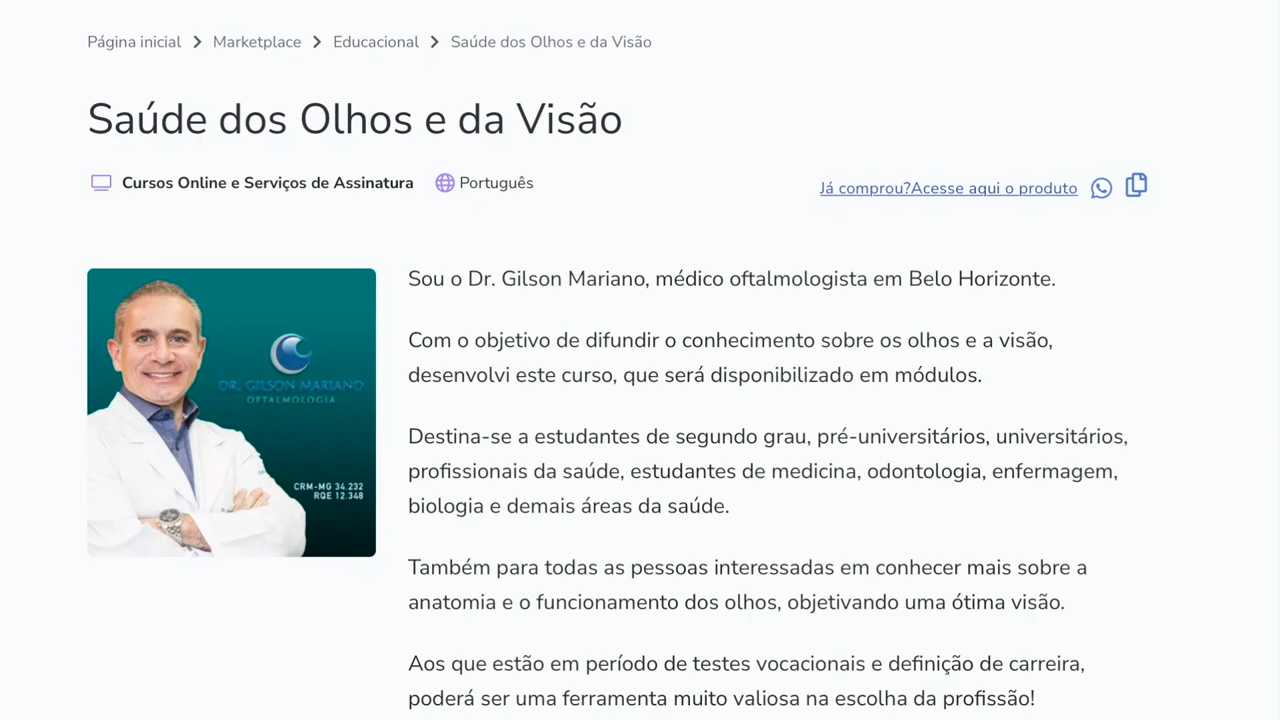 Página inicial > Marketplace > Educacional > Saúde dos Olhos e da Visão
Saúde dos Olhos e da Visão
Cursos Online e Serviços de Assinatura Português
Já comprou?Acesse aqui o produto
DR. GILSON MARIANO
OFTALMOLOGIA
CRM-MG 34.232
RQE 12.348
Sou o Dr. Gilson Mariano, médico oftalmologista em Belo Horizonte.
Com o objetivo de difundir o conhecimento sobre os olhos e a visão,
desenvolvi este curso, que será disponibilizado em módulos.
Destina-se a estudantes de segundo grau, pré-universitários, universitários,
profissionais da saúde, estudantes de medicina, odontologia, enfermagem,
biologia e demais áreas da saúde.
Também para todas as pessoas interessadas em conhecer mais sobre a
anatomia e o funcionamento dos olhos, objetivando uma ótima visão.
Aos que estão em período de testes vocacionais e definição de carreira,
poderá ser uma ferramenta muito valiosa na escolha da profissão!